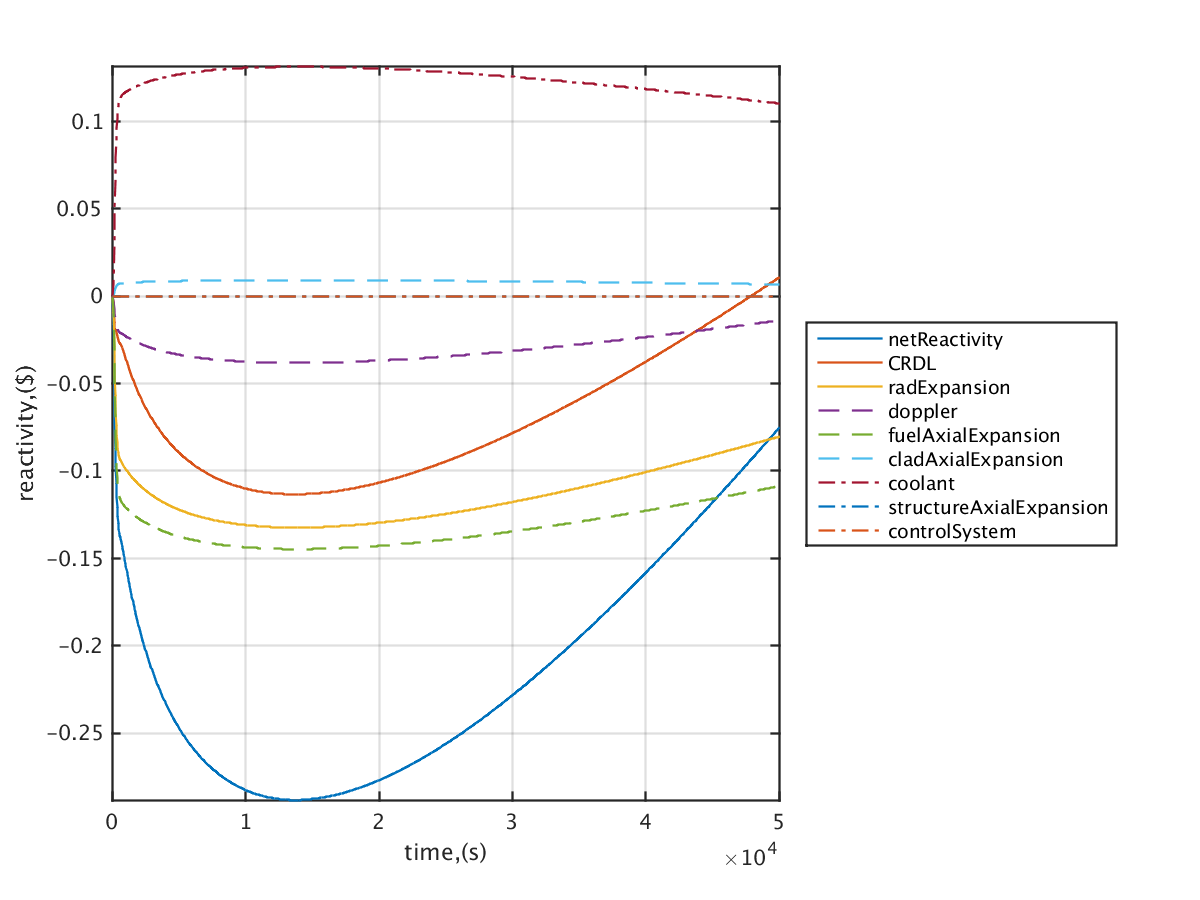 0.1
0.05
0
-0.05
-0.1
-0.15
-0.2
-0.25
reactivity,($)
0 1 2 3 4 5
time,(s)
×10^4
netReactivity
CRDL
radExpansion
doppler
fuelAxialExpansion
cladAxialExpansion
coolant
structureAxialExpansion
controlSystem